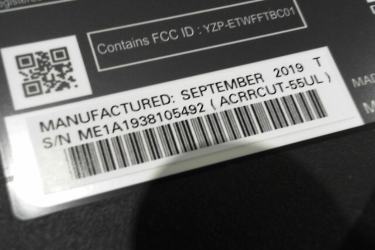 Contains FCC ID : YZP-ETWFFTBC01
MANUFACTURED: SEPTEMBER 2019 T
S/N ME1A1938105492 ( ACRRCUT-55UL )